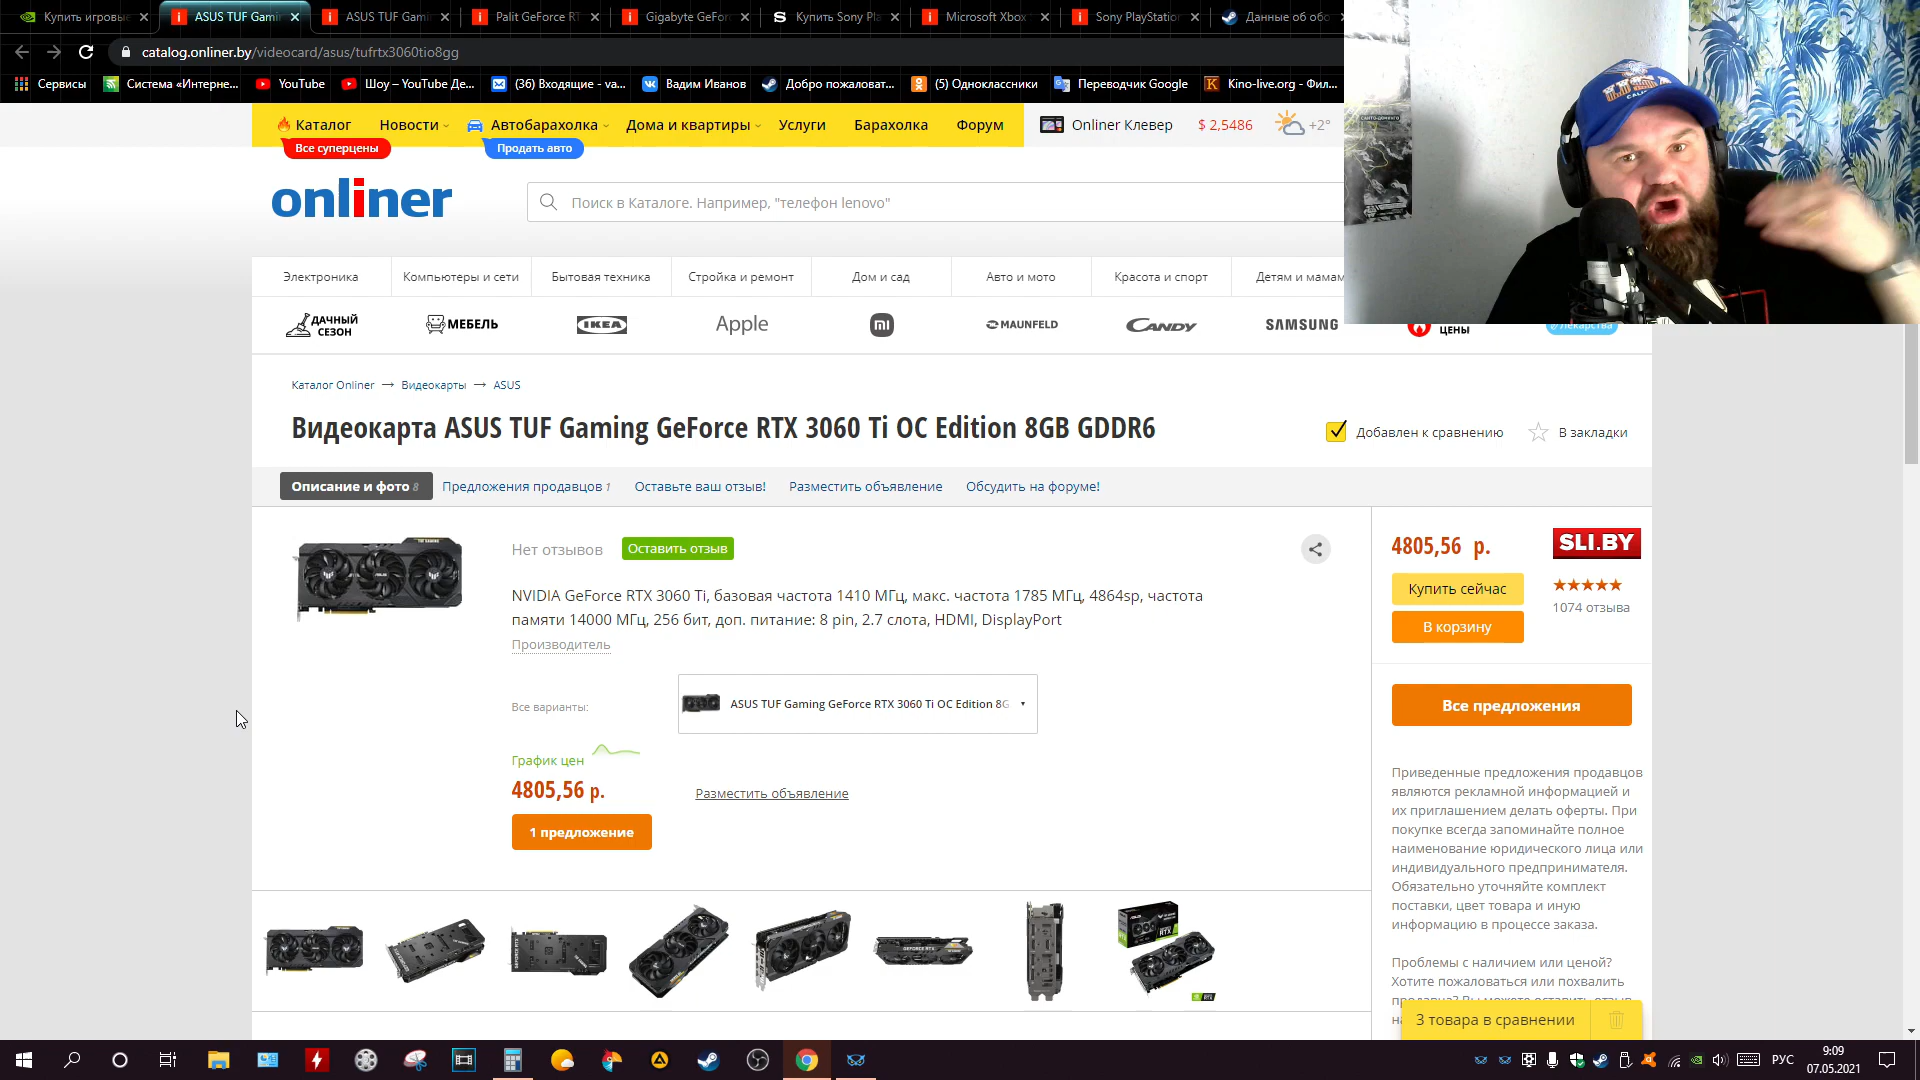 Купить игровые
ASUS TUF Gamin
ASUS TUF Gami
Palit GeForce RT
Gigabyte GeForc
Купить Sony Pla
Microsoft Xbox
Sony PlayStation
Данные об обо
catalog.onliner.by/videocard/asus/tufrtx3060tio8gg
Сервисы
Система «Интерне...
YouTube
Шоу – YouTube Де...
(36) Входящие - va...
Вадим Иванов
Добро пожаловат...
(5) Одноклассники
Переводчик Google
Kino-live.org - Фил...
Каталог
Новости
Автобарахолка
Дома и квартиры
Услуги
Барахолка
Форум
Onliner Клевер
$ 2,5486
+2°
Все суперцены
Продать авто
onliner
Поиск в Каталоге. Например, "телефон lenovo"
Электроника
Компьютеры и сети
Бытовая техника
Стройка и ремонт
Дом и сад
Авто и мото
Красота и спорт
Детям и мамам
ДАЧНЫЙ
СЕЗОН
МЕБЕЛЬ
IKEA
Apple
mi
MAUNFELD
CANDY
SAMSUNG
ЦЕНЫ
Лекарства
Каталог Onliner → Видеокарты → ASUS
Видеокарта ASUS TUF Gaming GeForce RTX 3060 Ti OC Edition 8GB GDDR6
Добавлен к сравнению
В закладки
Описание и фото 8
Предложения продавцов 1
Оставьте ваш отзыв!
Разместить объявление
Обсудить на форуме!
Нет отзывов
Оставить отзыв
NVIDIA GeForce RTX 3060 Ti, базовая частота 1410 МГц, макс. частота 1785 МГц, 4864sp, частота
памяти 14000 МГц, 256 бит, доп. питание: 8 pin, 2.7 слота, HDMI, DisplayPort
Производитель
Все варианты:
ASUS TUF Gaming GeForce RTX 3060 Ti OC Edition 8G
График цен
4805,56 р.
Разместить объявление
1 предложение
4805,56 р.
SLI.BY
Купить сейчас
1074 отзыва
В корзину
Все предложения
Приведенные предложения продавцов
являются рекламной информацией и
их приглашением делать оферты. При
покупке всегда запоминайте полное
наименование юридического лица или
индивидуального предпринимателя.
Обязательно уточняйте комплект
поставки, цвет товара и иную
информацию в процессе заказа.
Проблемы с наличием или ценой?
Хотите пожаловаться или похвалить
3 товара в сравнении
РУС
9:09
07.05.2021